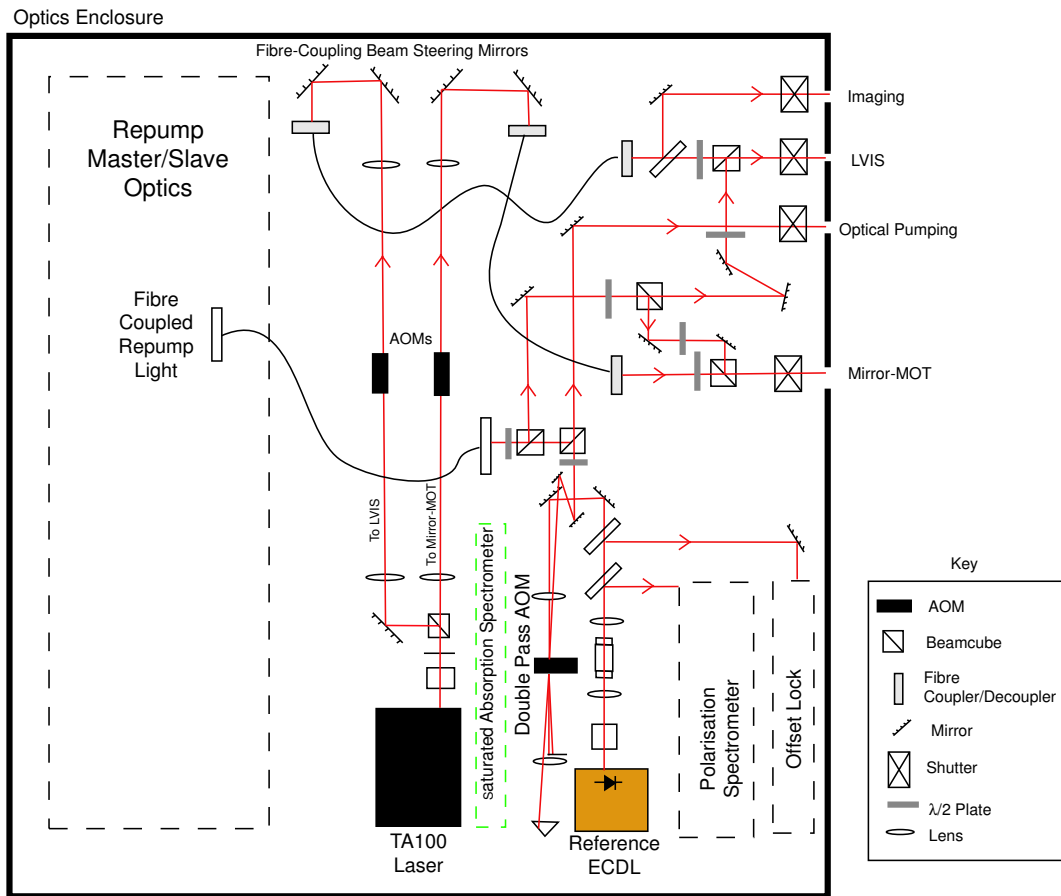 Optics Enclosure
Fibre-Coupling Beam Steering Mirrors
Imaging
Repump
Master/Slave
Optics
LVIS
Optical Pumping
Fibre
Coupled
Repump
Light
AOMs
Mirror-MOT
To LVIS
To Mirror-MOT
saturated Absorption Spectrometer
Double Pass AOM
Polarisation
Spectrometer
Offset Lock
TA100
Laser
Reference
ECDL
Key
AOM
Beamcube
Fibre
Coupler/Decoupler
Mirror
Shutter
λ/2 Plate
Lens